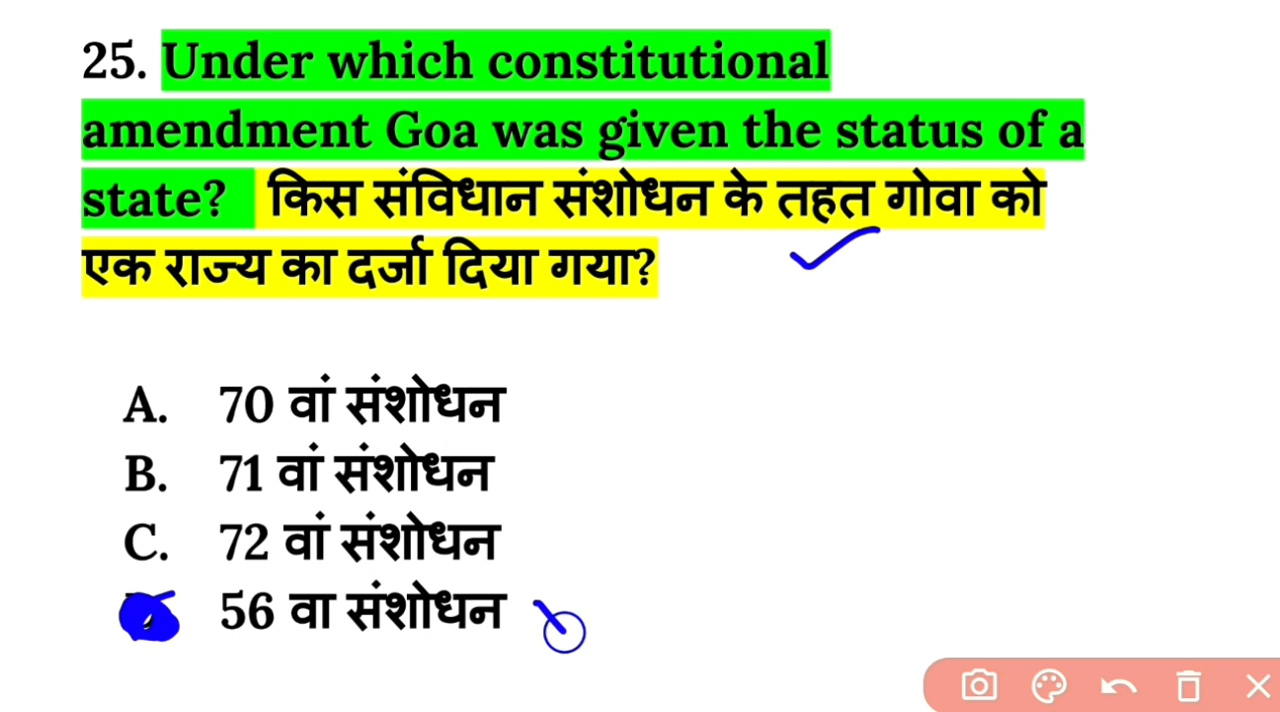 25. Under which constitutional
amendment Goa was given the status of a
state? किस संविधान संशोधन के तहत गोवा को
एक राज्य का दर्जा दिया गया?
A. 70 वां संशोधन
B. 71 वां संशोधन
C. 72 वां संशोधन
56 वा संशोधन